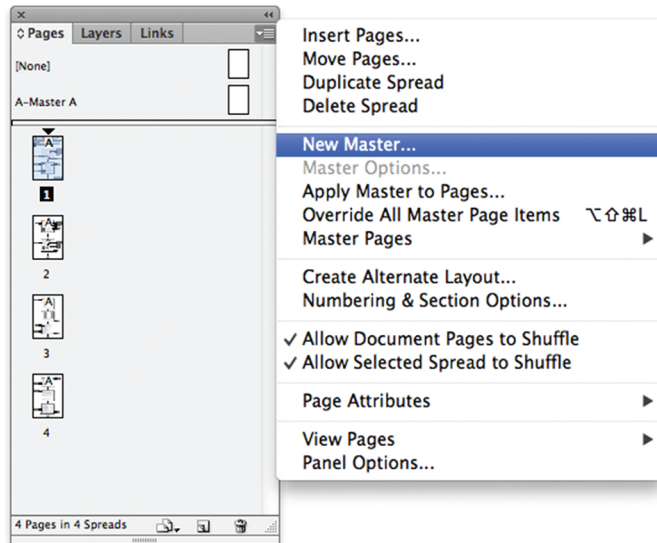 Pages
Layers
Links
[None]
A-Master A
A
1
A
2
A
3
A
4
4 Pages in 4 Spreads
Insert Pages...
Move Pages...
Duplicate Spread
Delete Spread
New Master...
Master Options...
Apply Master to Pages...
Override All Master Page Items ⌥⇧⌘L
Master Pages
Create Alternate Layout...
Numbering & Section Options...
✓ Allow Document Pages to Shuffle
✓ Allow Selected Spread to Shuffle
Page Attributes
View Pages
Panel Options...